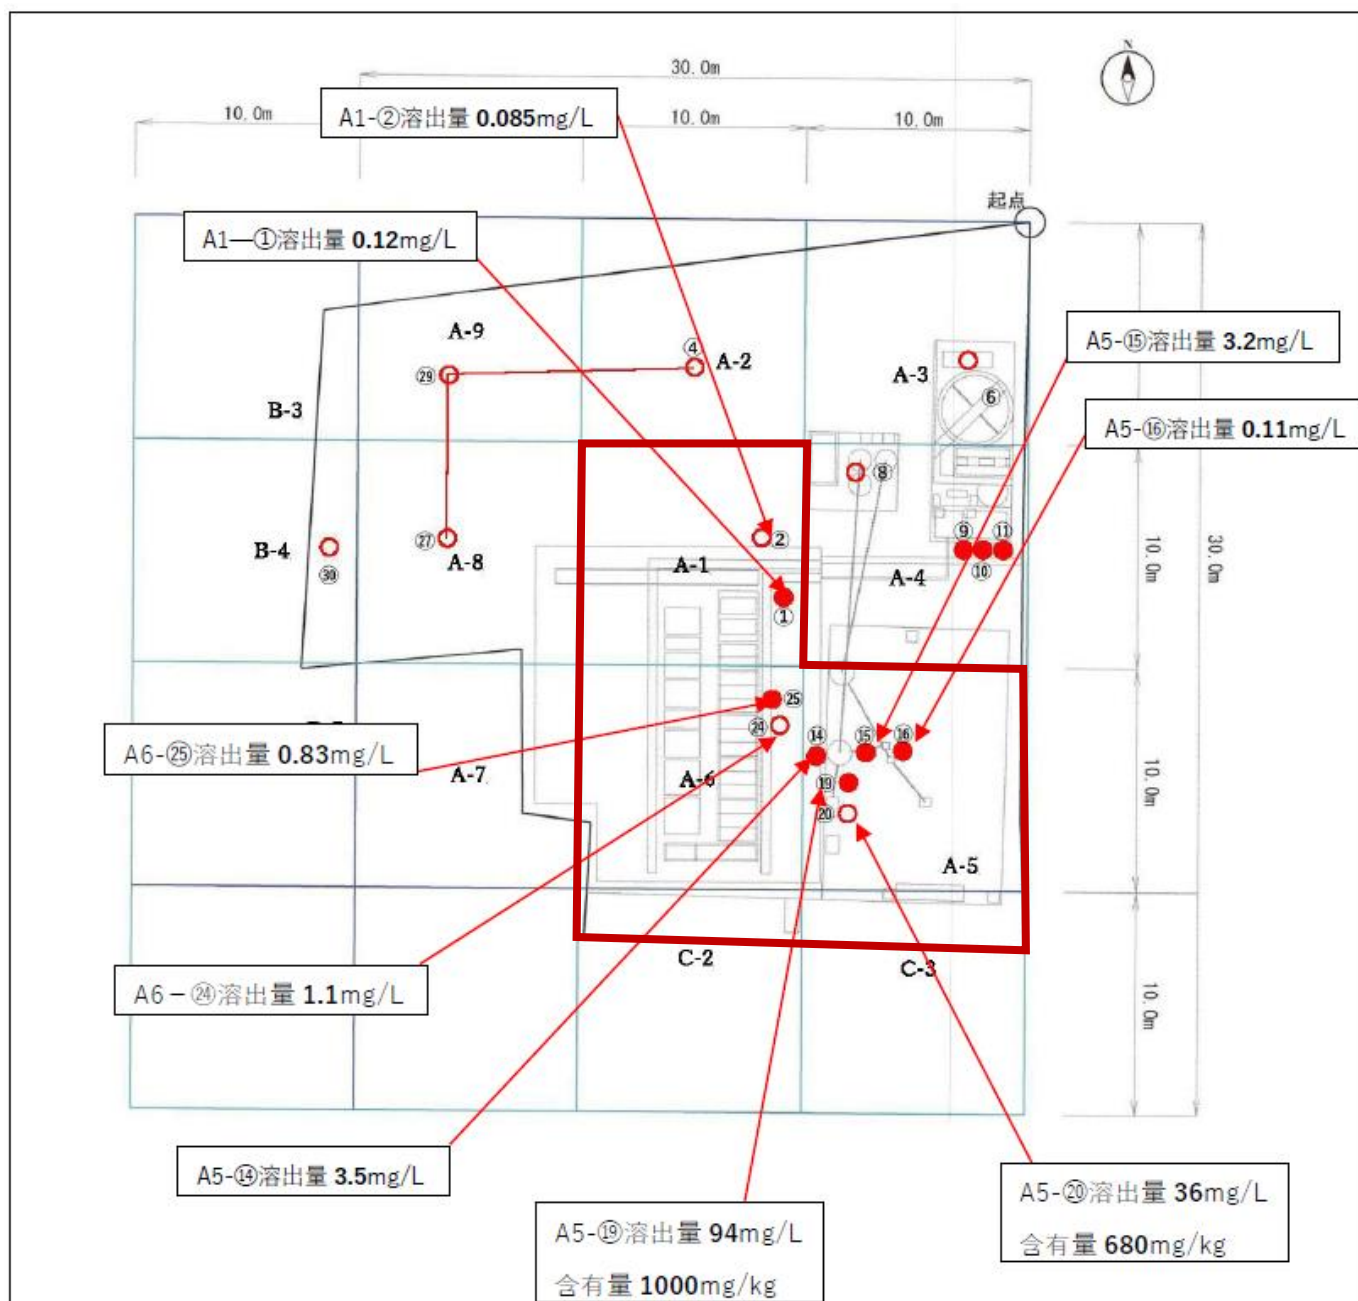 N
30.0m
10.0m
A1-②溶出量 0.085mg/L
10.0m
10.0m
起点
A1—①溶出量 0.12mg/L
A-9
④
A-2
A-3
A5-⑮溶出量 3.2mg/L
㉙
⑥
B-3
A5-⑯溶出量 0.11mg/L
⑧
②
⑨
⑪
B-4
㉗
A-8
A-1
A-4
⑩
10.0m
30.0m
㉚
①
㉕
A6-㉕溶出量 0.83mg/L
㉔
⑭
⑮
⑯
A-7
A-6
⑲
10.0m
⑳
A-5
C-2
C-3
A6－㉔溶出量 1.1mg/L
10.0m
A5-⑭溶出量 3.5mg/L
A5-⑳溶出量 36mg/L
含有量 680mg/kg
A5-⑲溶出量 94mg/L
含有量 1000mg/kg